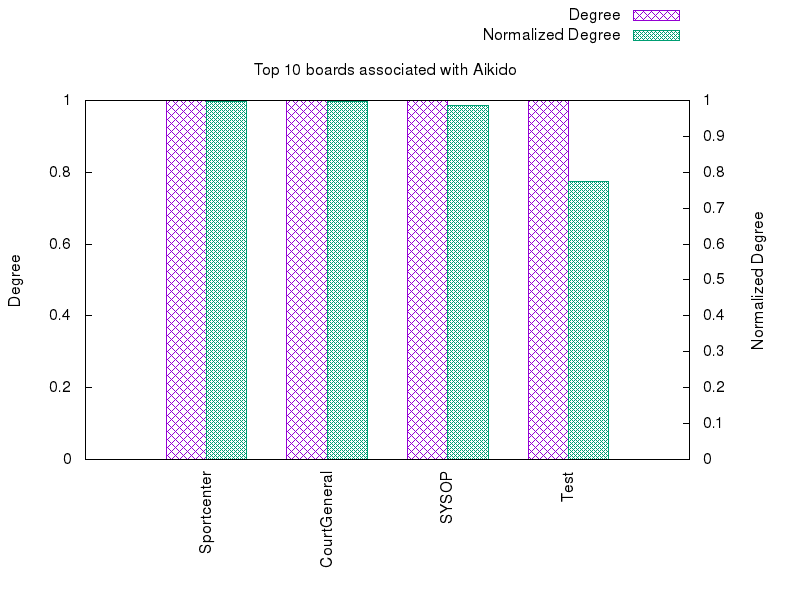 Degree
Normalized Degree
Top 10 boards associated with Aikido
1
0.8
0.6
0.4
0.2
0
1
0.9
0.8
0.7
0.6
0.5
0.4
0.3
0.2
0.1
0
Degree
Normalized Degree
Sportcenter
CourtGeneral
SYSOP
Test